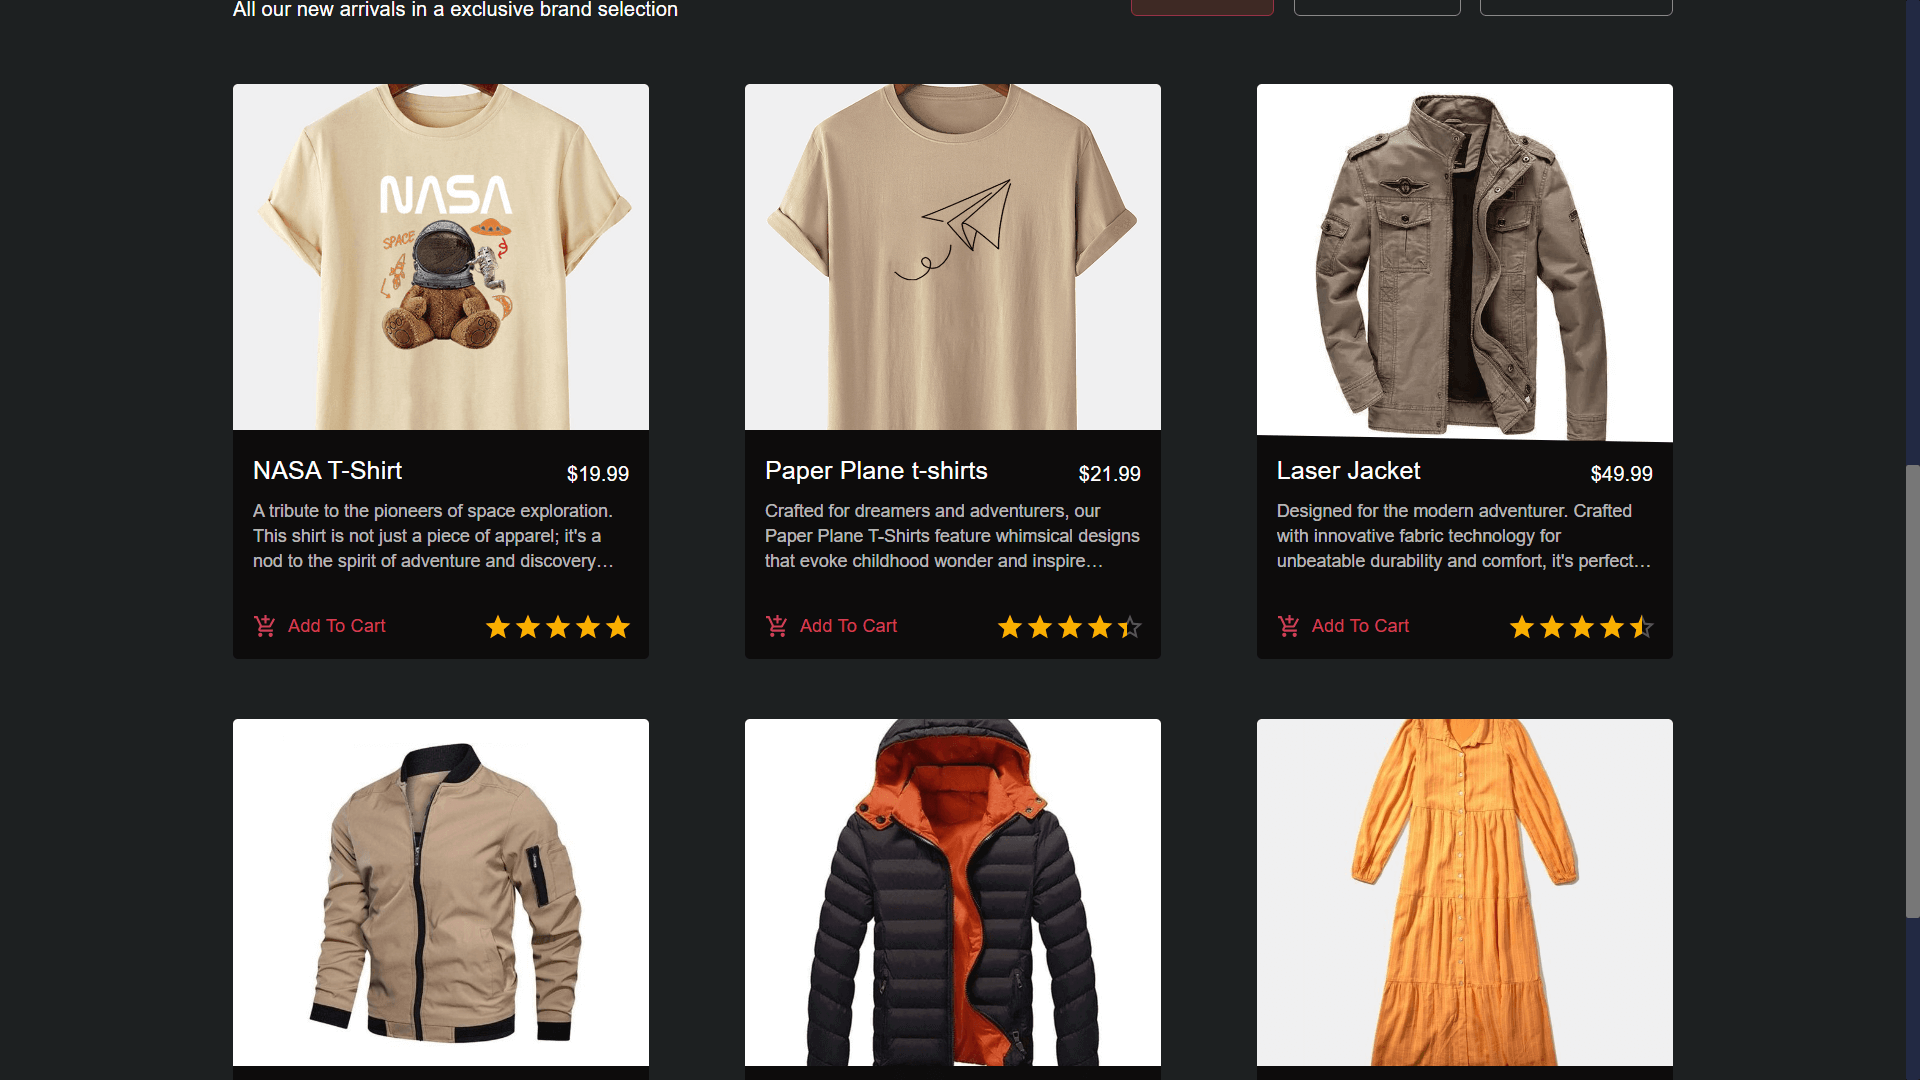 All our new arrivals in a exclusive brand selection
NASA
SPACE
NASA T-Shirt
$19.99
A tribute to the pioneers of space exploration.
This shirt is not just a piece of apparel; it's a
nod to the spirit of adventure and discovery…
Add To Cart
Paper Plane t-shirts
$21.99
Crafted for dreamers and adventurers, our
Paper Plane T-Shirts feature whimsical designs
that evoke childhood wonder and inspire…
Add To Cart
Laser Jacket
$49.99
Designed for the modern adventurer. Crafted
with innovative fabric technology for
unbeatable durability and comfort, it's perfect…
Add To Cart